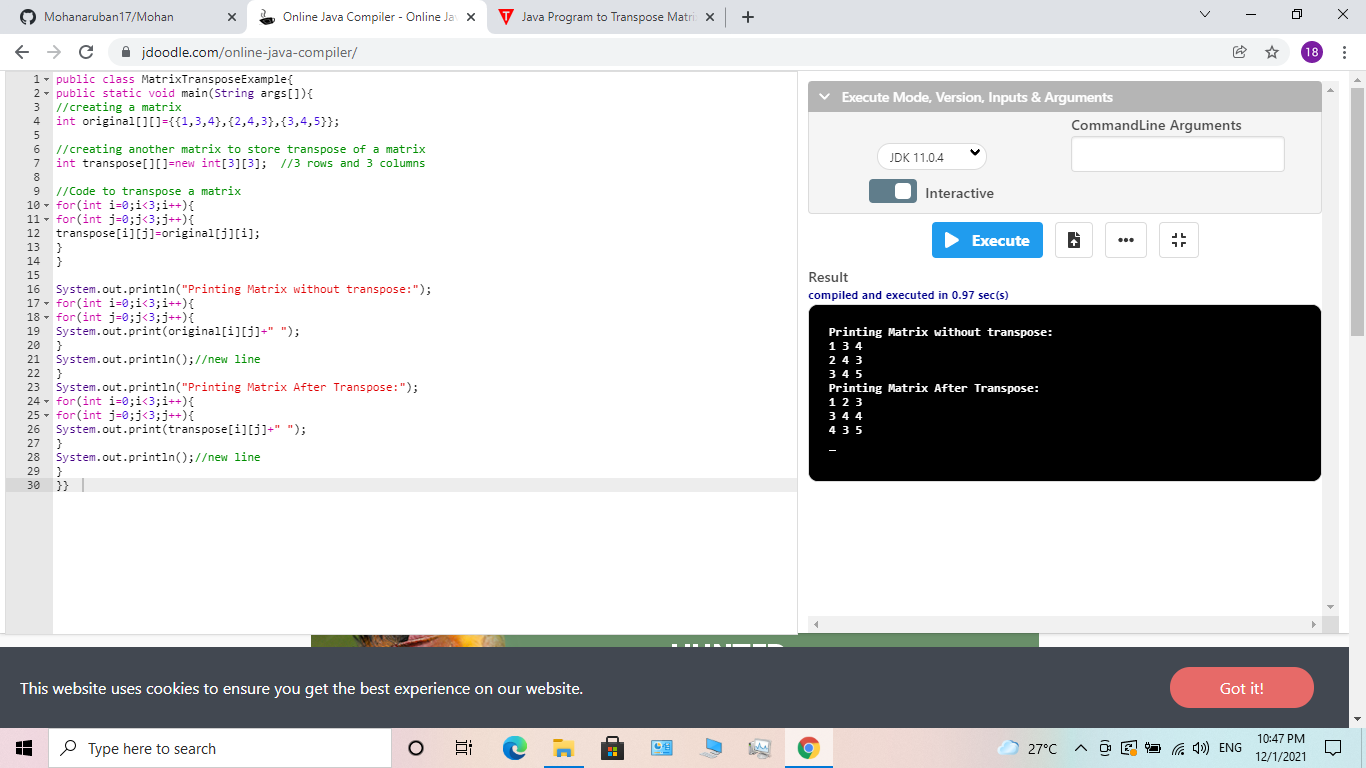 Mohanaruban17/Mohan
Online Java Compiler - Online Ja
Java Program to Transpose Matri
jdoodle.com/online-java-compiler/
18
1 public class MatrixTransposeExample{
2 public static void main(String args[]){
3 //creating a matrix
4 int original[][]={{1,3,4},{2,4,3},{3,4,5}};
5
6 //creating another matrix to store transpose of a matrix
7 int transpose[][]=new int[3][3];  //3 rows and 3 columns
8
9 //Code to transpose a matrix
10 for(int i=0;i<3;i++){
11 for(int j=0;j<3;j++){
12 transpose[i][j]=original[j][i];
13 }
14 }
15
16 System.out.println("Printing Matrix without transpose:");
17 for(int i=0;i<3;i++){
18 for(int j=0;j<3;j++){
19 System.out.print(original[i][j]+" ");
20 }
21 System.out.println();//new line
22 }
23 System.out.println("Printing Matrix After Transpose:");
24 for(int i=0;i<3;i++){
25 for(int j=0;j<3;j++){
26 System.out.print(transpose[i][j]+" ");
27 }
28 System.out.println();//new line
29 }
30 }}
Execute Mode, Version, Inputs & Arguments
CommandLine Arguments
JDK 11.0.4
Interactive
Execute
Result
compiled and executed in 0.97 sec(s)
Printing Matrix without transpose:
1 3 4
2 4 3
3 4 5
Printing Matrix After Transpose:
1 2 3
3 4 4
4 3 5
_
HUNTER
This website uses cookies to ensure you get the best experience on our website.
Got it!
Type here to search
27°C
ENG
10:47 PM
12/1/2021